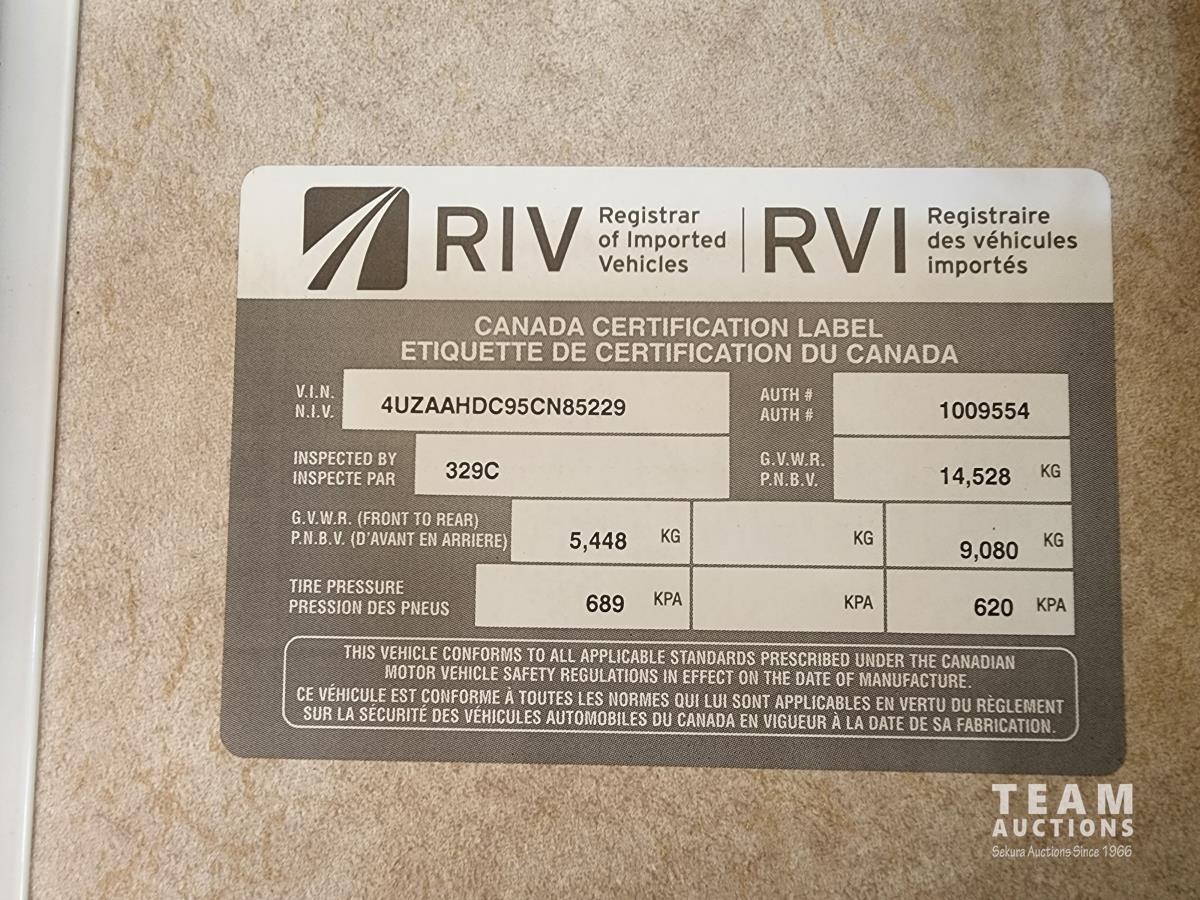 RIV Registrar of Imported Vehicles | RVI Registraire des véhicules importés
CANADA CERTIFICATION LABEL
ETIQUETTE DE CERTIFICATION DU CANADA
V.I.N.
N.I.V.
4UZAAHDC95CN85229
AUTH #
AUTH #
1009554
INSPECTED BY
INSPECTE PAR
329C
G.V.W.R.
P.N.B.V.
14,528 KG
G.V.W.R. (FRONT TO REAR)
P.N.B.V. (D'AVANT EN ARRIERE)
5,448 KG
KG
9,080 KG
TIRE PRESSURE
PRESSION DES PNEUS
689 KPA
KPA
620 KPA
THIS VEHICLE CONFORMS TO ALL APPLICABLE STANDARDS PRESCRIBED UNDER THE CANADIAN
MOTOR VEHICLE SAFETY REGULATIONS IN EFFECT ON THE DATE OF MANUFACTURE.
CE VÉHICULE EST CONFORME À TOUTES LES NORMES QUI LUI SONT APPLICABLES EN VERTU DU RÈGLEMENT
SUR LA SÉCURITÉ DES VÉHICULES AUTOMOBILES DU CANADA EN VIGUEUR À LA DATE DE SA FABRICATION.
TEAM
AUCTIONS
Sekura Auctions Since 1966